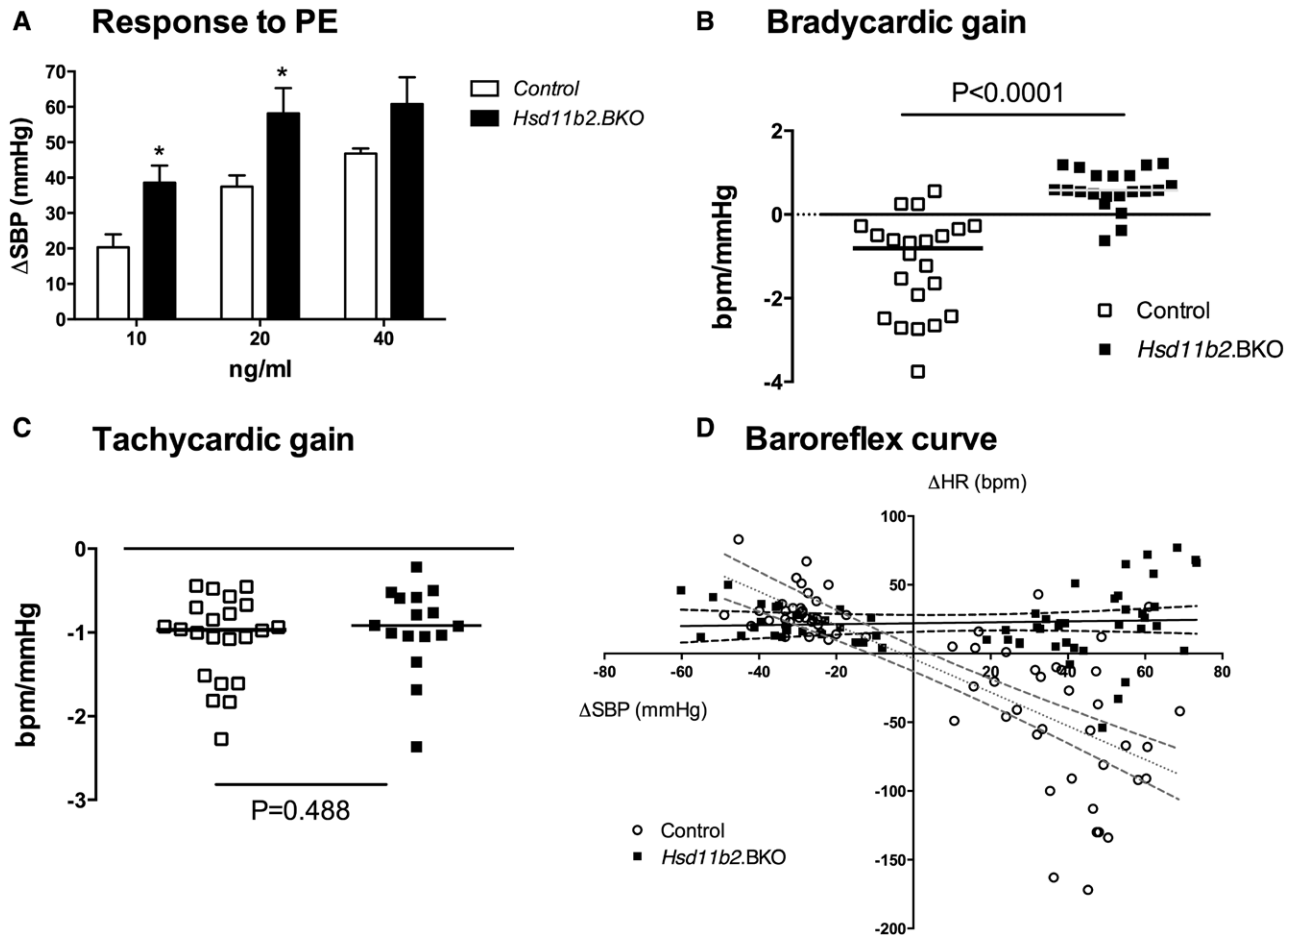 A
Response to PE
ΔSBP (mmHg)
70
60
50
40
30
20
10
0
*
*
10
20
40
ng/ml
Control
Hsd11b2.BKO
B
Bradycardic gain
P<0.0001
bpm/mmHg
2
0
-2
-4
Control
Hsd11b2.BKO
C
Tachycardic gain
bpm/mmHg
0
-1
-2
-3
P=0.488
D
Baroreflex curve
ΔHR (bpm)
100
50
-50
-100
-150
-200
-80
-60
-40
-20
20
40
60
80
ΔSBP (mmHg)
Control
Hsd11b2.BKO